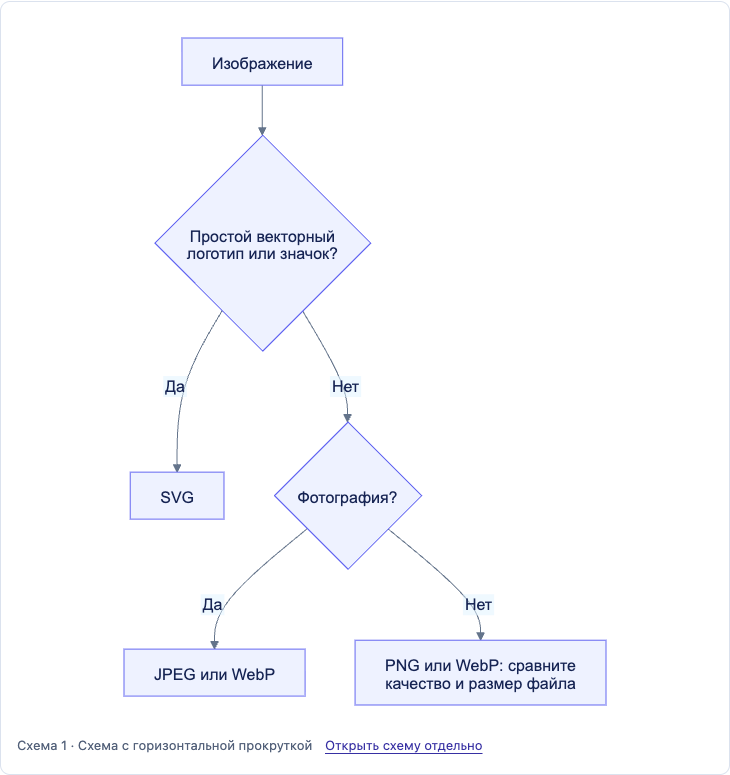 Изображение
Простой векторный
логотип или значок?
Да
Нет
SVG
Фотография?
Да
Нет
JPEG или WebP
PNG или WebP: сравните
качество и размер файла
Схема 1 · Схема с горизонтальной прокруткой Открыть схему отдельно